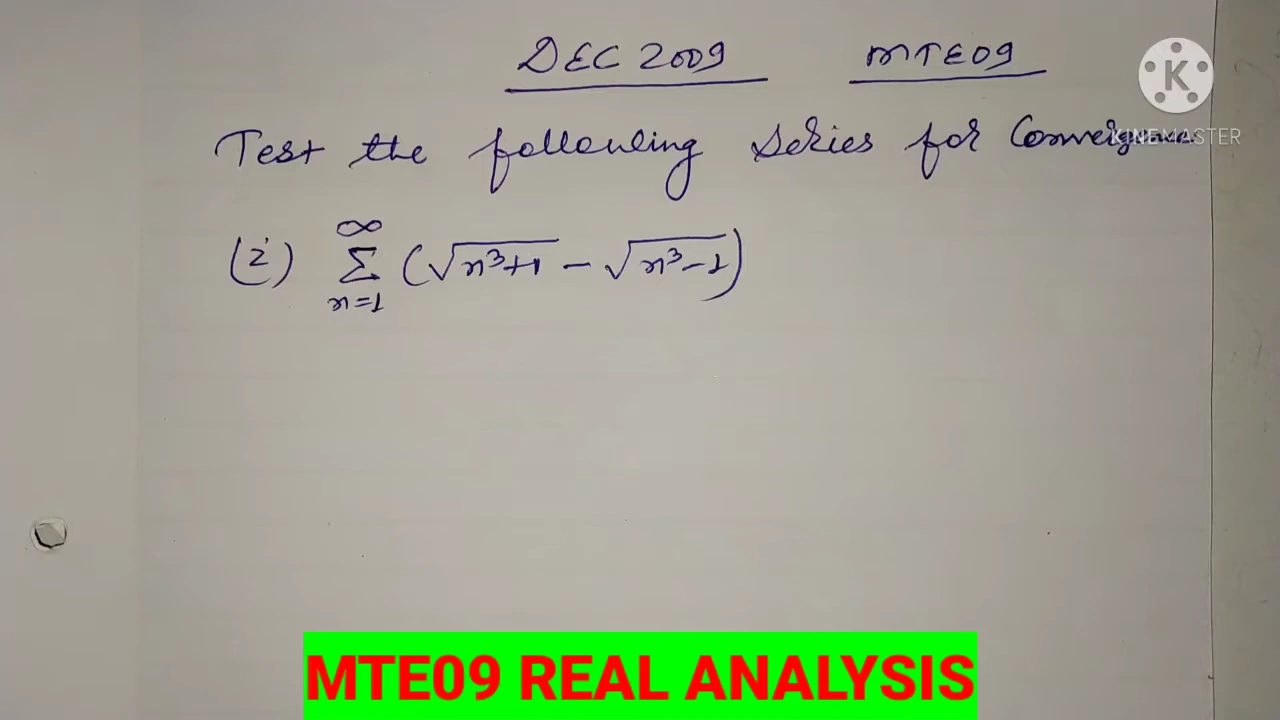 DEC 2009 MTE09
K
KINEMASTER
Test the following series for Convergence
(i) ∞ Σ n=1 (√n³+1 - √n³-1)
MTE09 REAL ANALYSIS